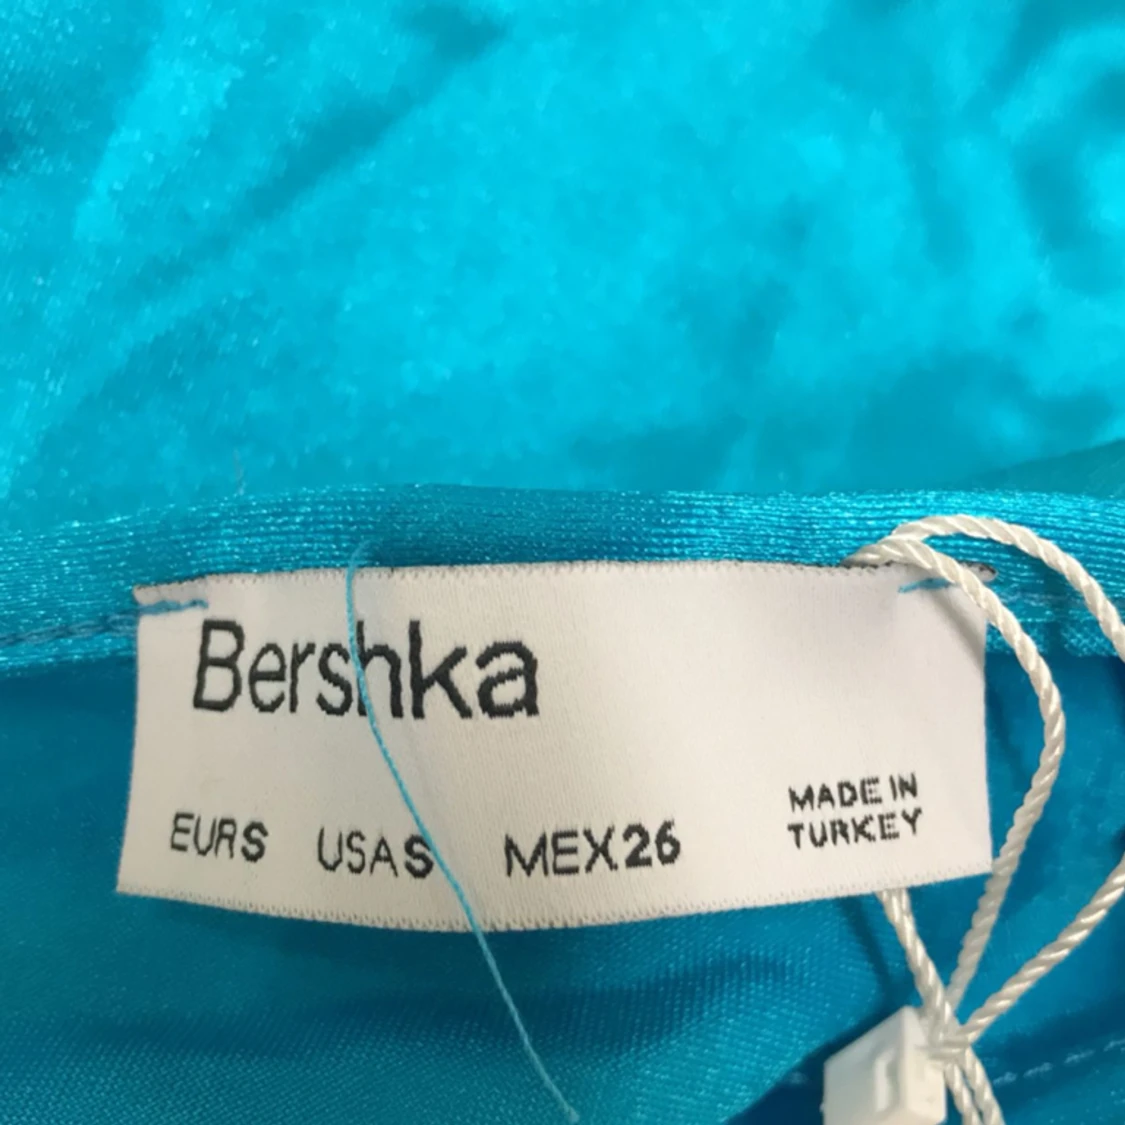 Bershka
EUR S USA S MEX 26
MADE IN
TURKEY